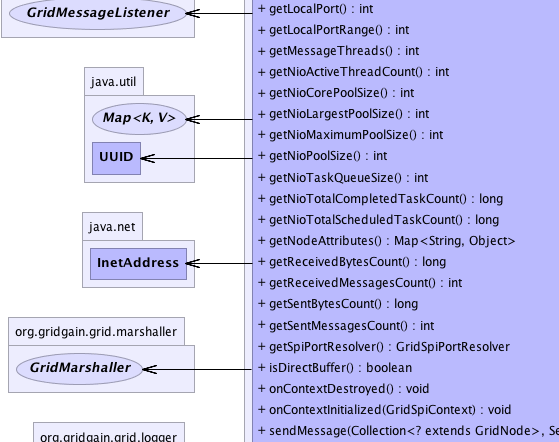 GridMessageListener
java.util
Map<K, V>
UUID
java.net
InetAddress
org.gridgain.grid.marshaller
GridMarshaller
org.gridgain.grid.logger
+ getLocalPort() : int
+ getLocalPortRange() : int
+ getMessageThreads() : int
+ getNioActiveThreadCount() : int
+ getNioCorePoolSize() : int
+ getNioLargestPoolSize() : int
+ getNioMaximumPoolSize() : int
+ getNioPoolSize() : int
+ getNioTaskQueueSize() : int
+ getNioTotalCompletedTaskCount() : long
+ getNioTotalScheduledTaskCount() : long
+ getNodeAttributes() : Map<String, Object>
+ getReceivedBytesCount() : long
+ getReceivedMessagesCount() : int
+ getSentBytesCount() : long
+ getSentMessagesCount() : int
+ getSpiPortResolver() : GridSpiPortResolver
+ isDirectBuffer() : boolean
+ onContextDestroyed() : void
+ onContextInitialized(GridSpiContext) : void
+ sendMessage(Collection<? extends GridNode>, Se